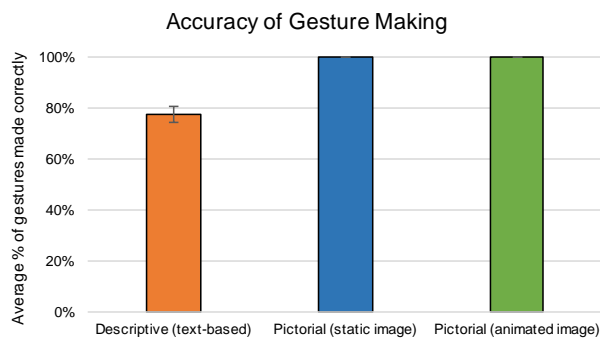 Accuracy of Gesture Making
Average % of gestures made correctly
100%
80%
60%
40%
20%
0%
Descriptive (text-based)
Pictorial (static image)
Pictorial (animated image)